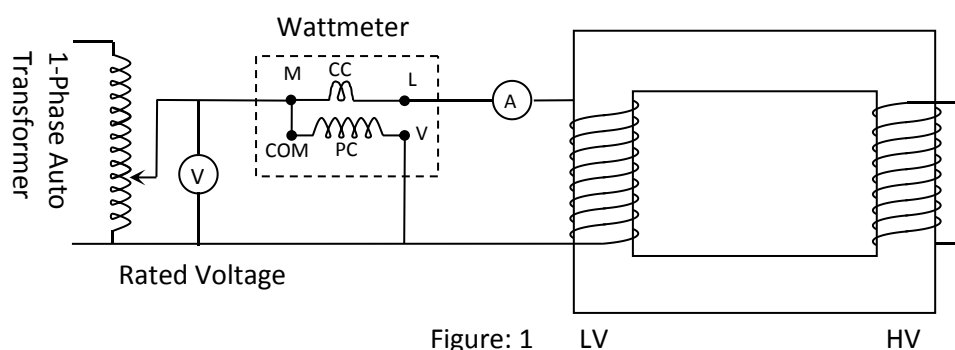 Wattmeter
1-Phase Auto
Transformer
M
CC
L
A
COM
PC
V
V
Rated Voltage
Figure: 1
LV
HV